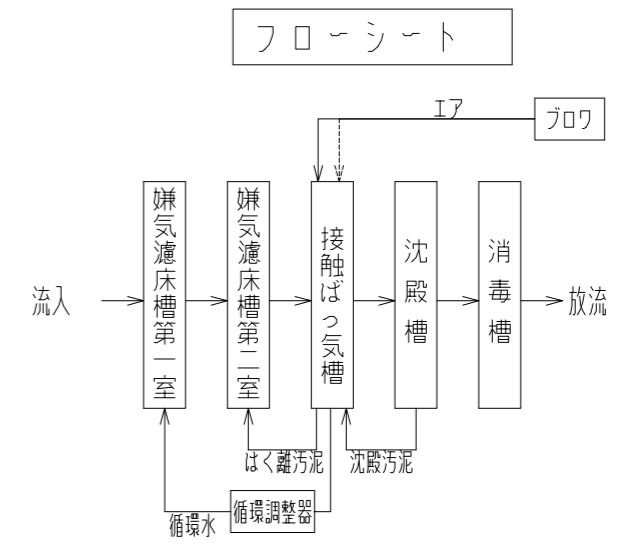 フローシート
エア
ブロワ
流入
嫌気濾床槽第一室
嫌気濾床槽第二室
接触ばっ気槽
沈殿槽
消毒槽
放流
はく離汚泥
沈殿汚泥
循環水
循環調整器